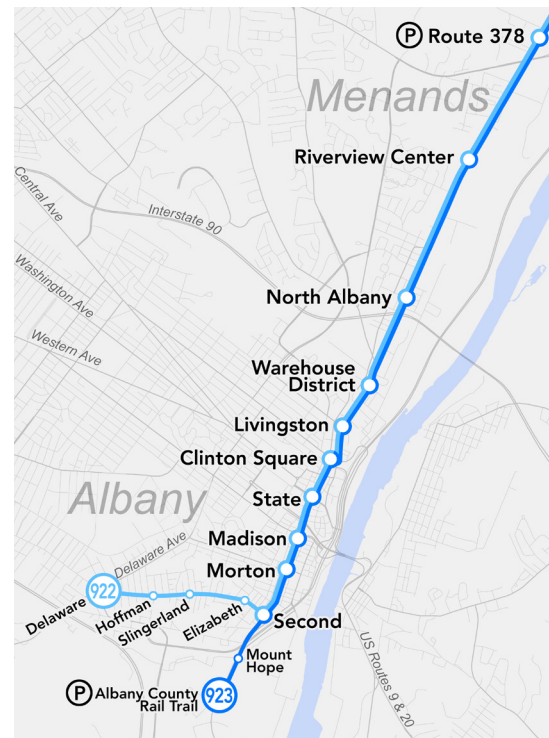 P Route 378
Menands
Riverview Center
Central Ave
Interstate 90
Washington Ave
North Albany
Western Ave
Warehouse
District
Livingston
Clinton Square
Albany
State
Madison
Delaware Ave
Morton
922
Delaware
Hoffman
Slingerland
Elizabeth
Second
US Routes 9 & 20
Mount
Hope
P Albany County
Rail Trail
923